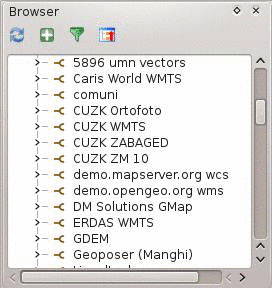 Browser
5896 umn vectors
Caris World WMTS
comuni
CUZK Ortofoto
CUZK WMTS
CUZK ZABAGED
CUZK ZM 10
demo.mapserver.org wcs
demo.opengeo.org wms
DM Solutions GMap
ERDAS WMTS
GDEM
Geoposer (Manghi)